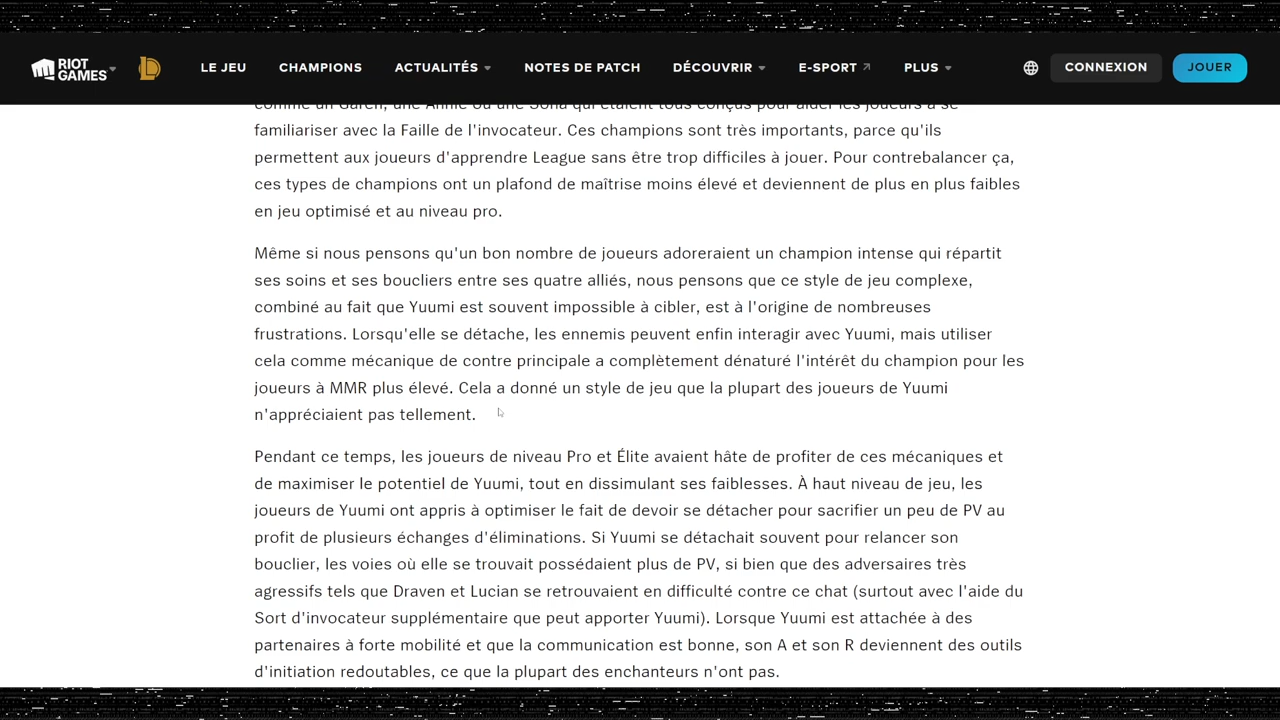 RIOT GAMES
LE JEU
CHAMPIONS
ACTUALITÉS
NOTES DE PATCH
DÉCOUVRIR
E-SPORT
PLUS
CONNEXION
JOUER
comme un Garen, une Annie ou une Sona qui étaient tous conçus pour aider les joueurs à se
familiariser avec la Faille de l'invocateur. Ces champions sont très importants, parce qu'ils
permettent aux joueurs d'apprendre League sans être trop difficiles à jouer. Pour contrebalancer ça,
ces types de champions ont un plafond de maîtrise moins élevé et deviennent de plus en plus faibles
en jeu optimisé et au niveau pro.
Même si nous pensons qu'un bon nombre de joueurs adoreraient un champion intense qui répartit
ses soins et ses boucliers entre ses quatre alliés, nous pensons que ce style de jeu complexe,
combiné au fait que Yuumi est souvent impossible à cibler, est à l'origine de nombreuses
frustrations. Lorsqu'elle se détache, les ennemis peuvent enfin interagir avec Yuumi, mais utiliser
cela comme mécanique de contre principale a complètement dénaturé l'intérêt du champion pour les
joueurs à MMR plus élevé. Cela a donné un style de jeu que la plupart des joueurs de Yuumi
n'appréciaient pas tellement.
Pendant ce temps, les joueurs de niveau Pro et Élite avaient hâte de profiter de ces mécaniques et
de maximiser le potentiel de Yuumi, tout en dissimulant ses faiblesses. À haut niveau de jeu, les
joueurs de Yuumi ont appris à optimiser le fait de devoir se détacher pour sacrifier un peu de PV au
profit de plusieurs échanges d'éliminations. Si Yuumi se détachait souvent pour relancer son
bouclier, les voies où elle se trouvait possédaient plus de PV, si bien que des adversaires très
agressifs tels que Draven et Lucian se retrouvaient en difficulté contre ce chat (surtout avec l'aide du
Sort d'invocateur supplémentaire que peut apporter Yuumi). Lorsque Yuumi est attachée à des
partenaires à forte mobilité et que la communication est bonne, son A et son R deviennent des outils
d'initiation redoutables, ce que la plupart des enchanteurs n'ont pas.